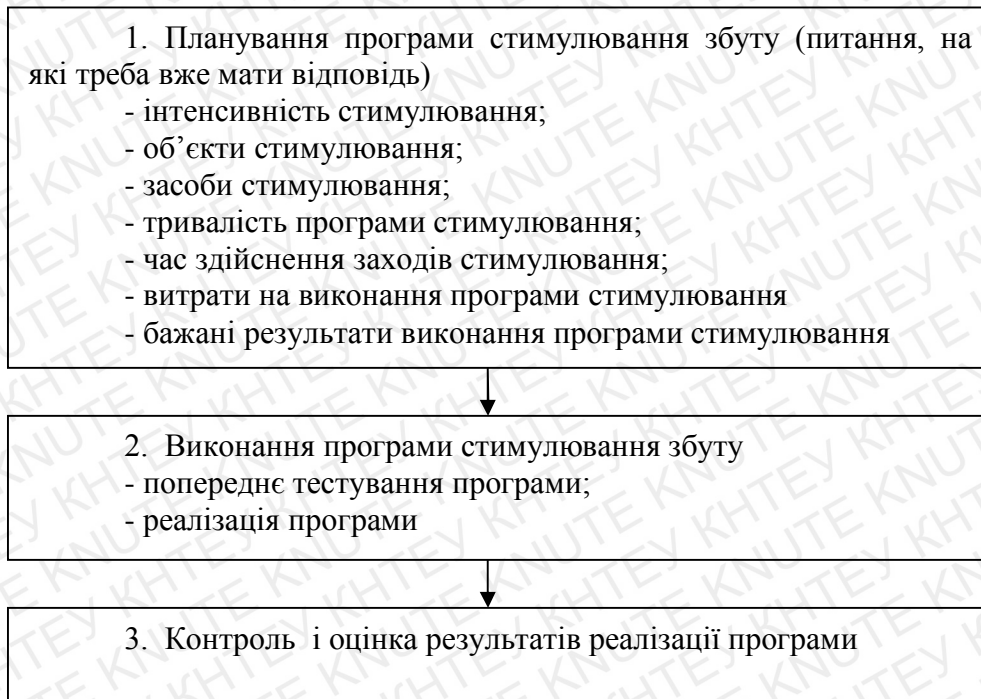 1. Планування програми стимулювання збуту (питання, на
які треба вже мати відповідь)
- інтенсивність стимулювання;
- об’єкти стимулювання;
- засоби стимулювання;
- тривалість програми стимулювання;
- час здійснення заходів стимулювання;
- витрати на виконання програми стимулювання
- бажані результати виконання програми стимулювання
2. Виконання програми стимулювання збуту
- попереднє тестування програми;
- реалізація програми
3. Контроль і оцінка результатів реалізації програми